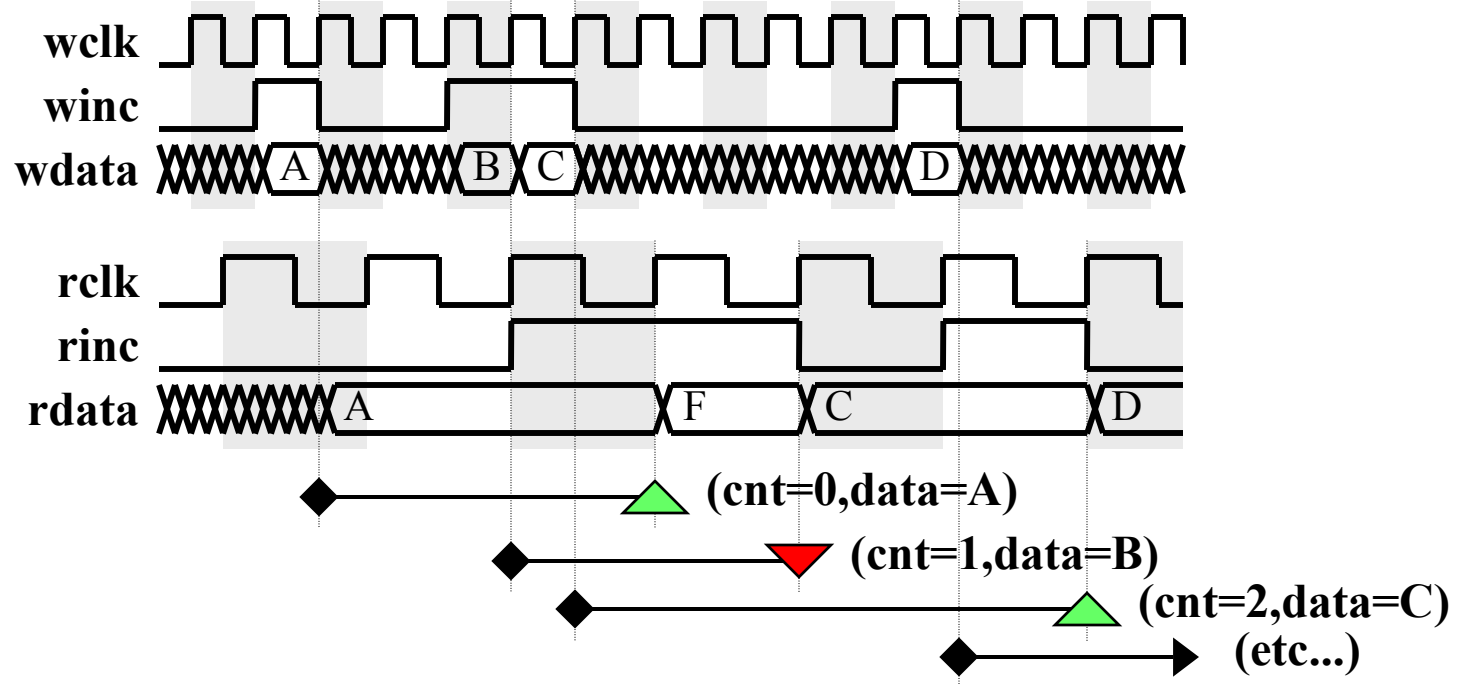 wclk
winc
wdata A B C D
rclk
rinc
rdata A F C D
(cnt=0,data=A)
(cnt=1,data=B)
(cnt=2,data=C)
(etc...)